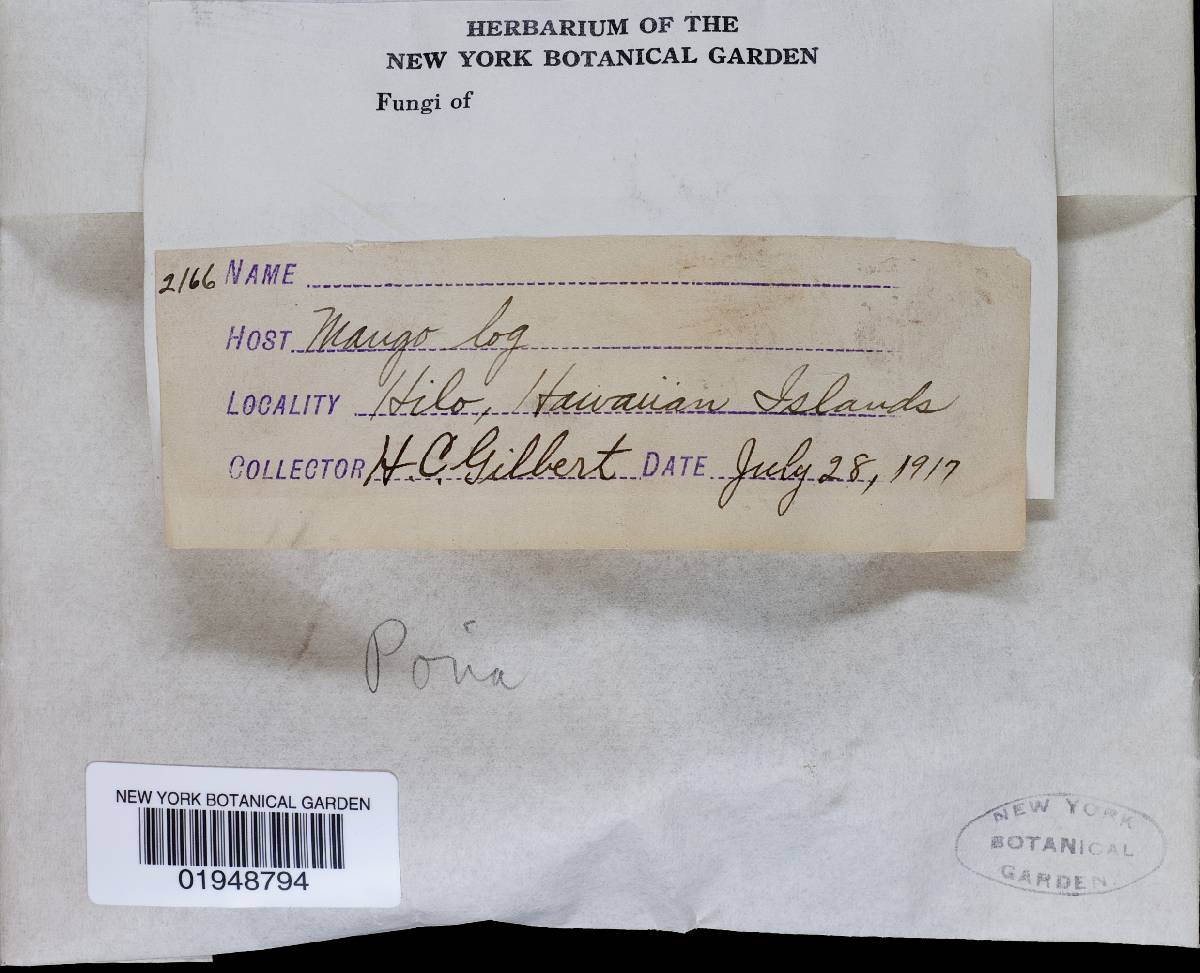 HERBARIUM OF THE
NEW YORK BOTANICAL GARDEN
Fungi of
2166 NAME
HOST Mango log
LOCALITY Hilo, Hawaiian Islands
COLLECTOR H. C. Gilbert DATE July 28, 1917
Poria
NEW YORK BOTANICAL GARDEN
01948794
NEW YORK
BOTANICAL
GARDEN